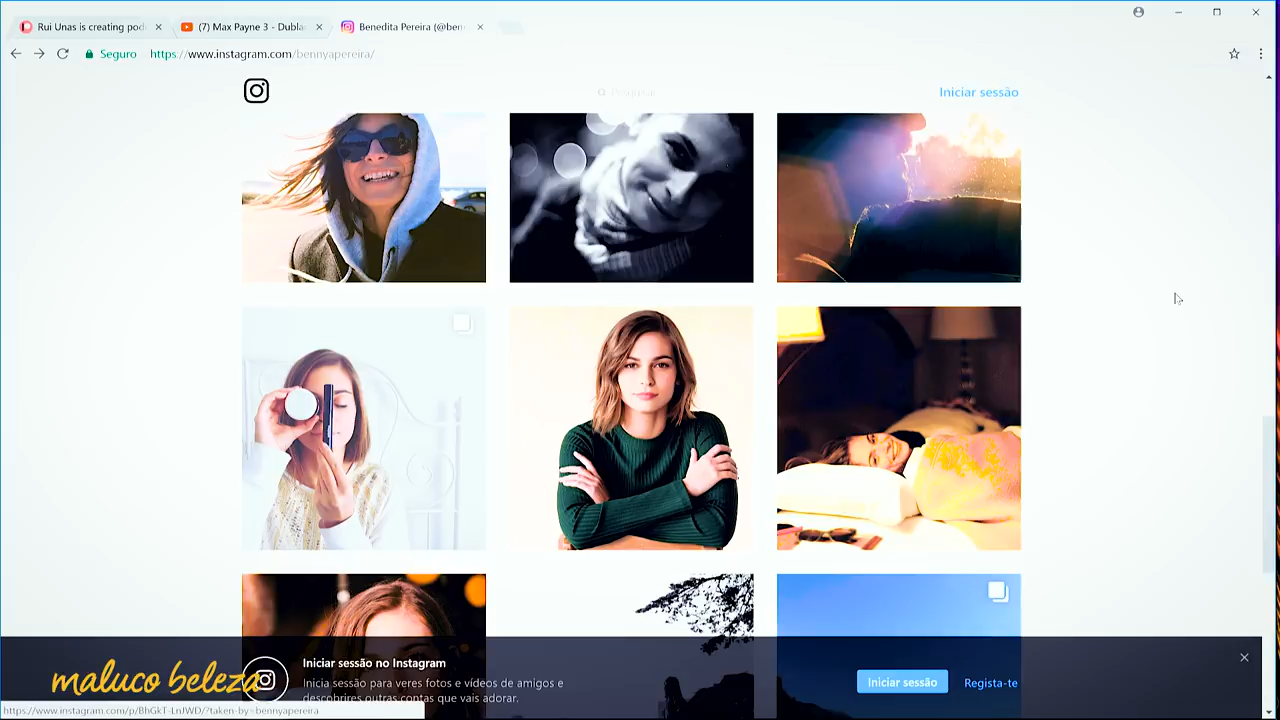 Rui Unas is creating pod
(7) Max Payne 3 - Dubla
Benedita Pereira (@ben
Seguro
https://www.instagram.com/bennyapereira/
Pesquisar
Iniciar sessão
Iniciar sessão no Instagram
Inicia sessão para veres fotos e vídeos de amigos e
descobrires outras contas que vais adorar.
Iniciar sessão
Regista-te
maluco beleza
https://www.instagram.com/p/BhGkT-LnJWD/?taken-by=bennyapereira